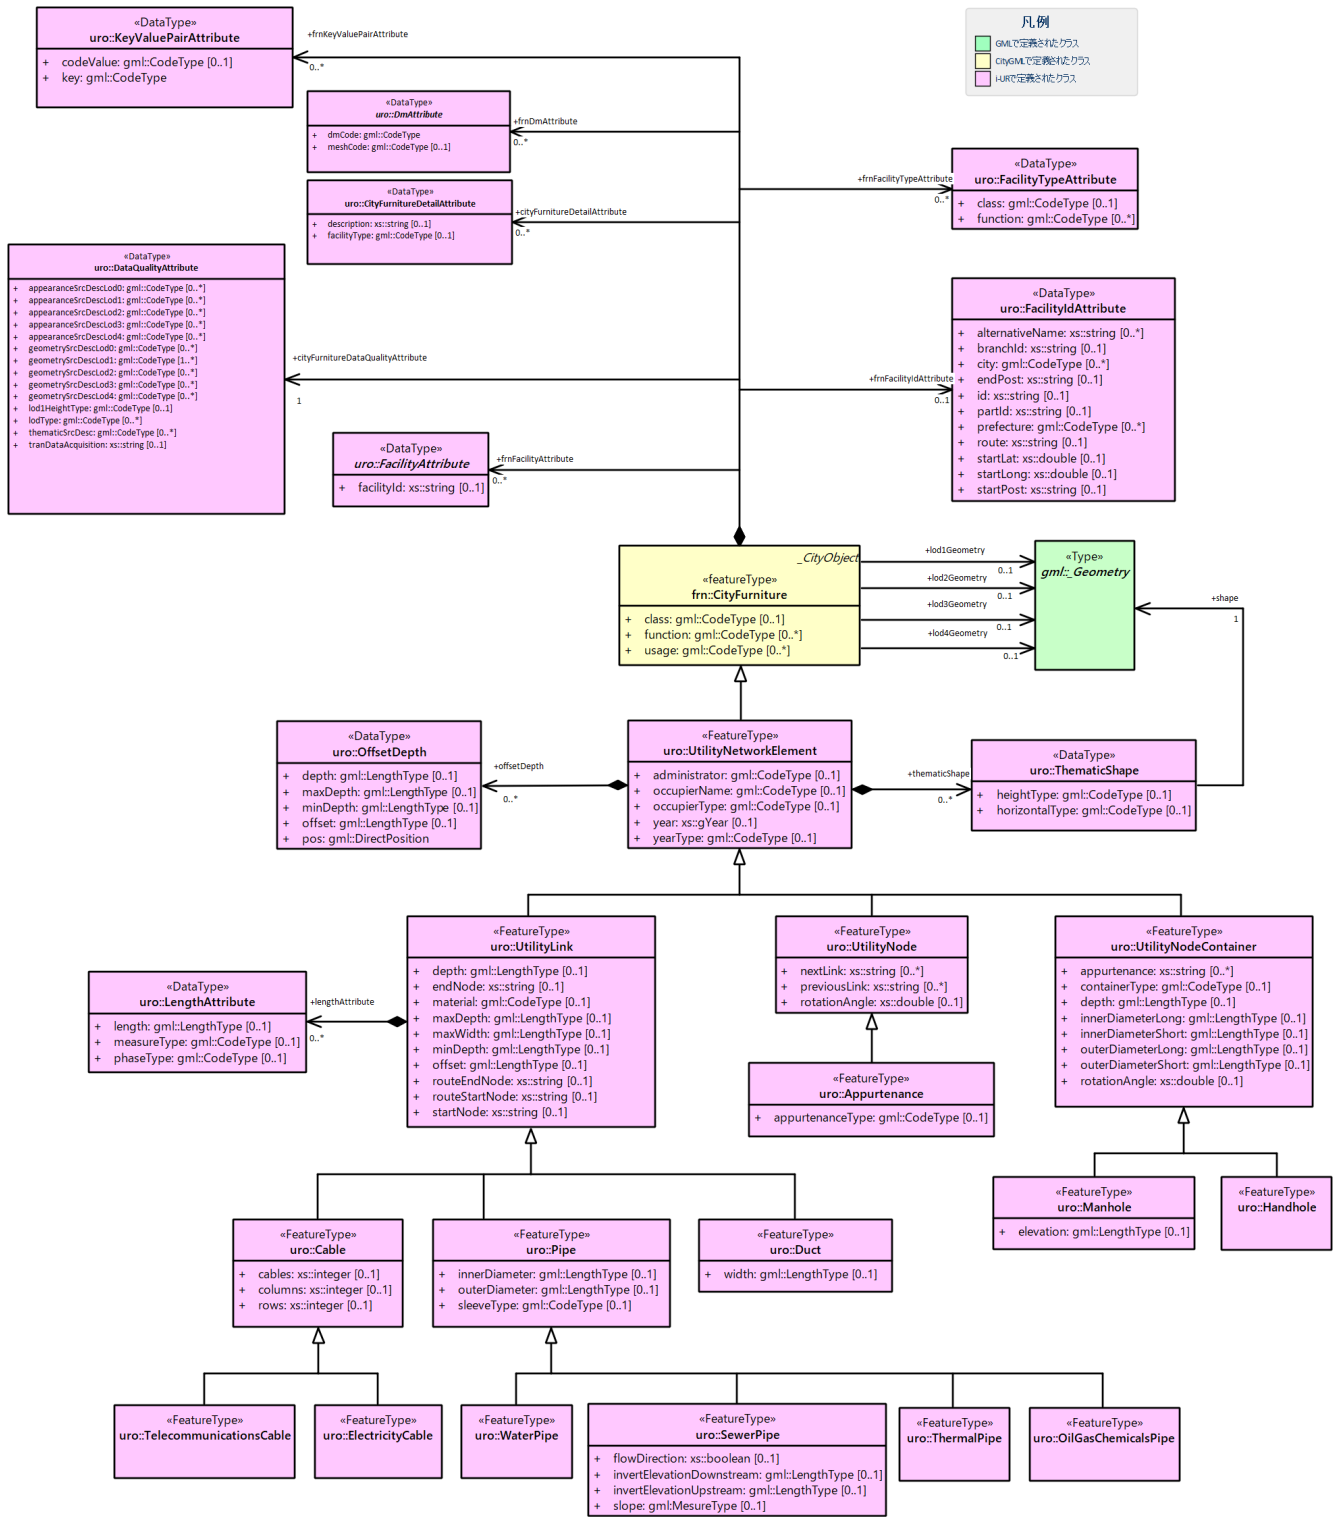 凡例
GMLで定義されたクラス
CityGMLで定義されたクラス
i-URで定義されたクラス
«DataType»
uro::KeyValuePairAttribute
+ codeValue: gml::CodeType [0..1]
+ key: gml::CodeType
+frnKeyValuePairAttribute
0..*
«DataType»
uro::DmAttribute
+ dmCode: gml::CodeType
+ meshCode: gml::CodeType [0..1]
+frnDmAttribute
0..*
«DataType»
uro::CityFurnitureDetailAttribute
+ description: xs::string [0..1]
+ facilityType: gml::CodeType [0..1]
+cityFurnitureDetailAttribute
0..*
+frnFacilityTypeAttribute
0..*
«DataType»
uro::FacilityTypeAttribute
+ class: gml::CodeType [0..1]
+ function: gml::CodeType [0..*]
«DataType»
uro::DataQualityAttribute
+ appearanceSrcDescLod0: gml::CodeType [0..*]
+ appearanceSrcDescLod1: gml::CodeType [0..*]
+ appearanceSrcDescLod2: gml::CodeType [0..*]
+ appearanceSrcDescLod3: gml::CodeType [0..*]
+ appearanceSrcDescLod4: gml::CodeType [0..*]
+ geometrySrcDescLod0: gml::CodeType [0..*]
+ geometrySrcDescLod1: gml::CodeType [1..*]
+ geometrySrcDescLod2: gml::CodeType [0..*]
+ geometrySrcDescLod3: gml::CodeType [0..*]
+ geometrySrcDescLod4: gml::CodeType [0..*]
+ lod1HeightType: gml::CodeType [0..1]
+ lodType: gml::CodeType [0..*]
+ thematicSrcDesc: gml::CodeType [0..*]
+ tranDataAcquisition: xs::string [0..1]
+cityFurnitureDataQualityAttribute
1
«DataType»
uro::FacilityIdAttribute
+ alternativeName: xs::string [0..*]
+ branchId: xs::string [0..1]
+ city: gml::CodeType [0..*]
+ endPost: xs::string [0..1]
+ id: xs::string [0..1]
+ partId: xs::string [0..1]
+ prefecture: gml::CodeType [0..*]
+ route: xs::string [0..1]
+ startLat: xs::double [0..1]
+ startLong: xs::double [0..1]
+ startPost: xs::string [0..1]
+frnFacilityIdAttribute
0..1
«DataType»
uro::FacilityAttribute
+ facilityId: xs::string [0..1]
+frnFacilityAttribute
0..*
_CityObject
«featureType»
frn::CityFurniture
+ class: gml::CodeType [0..1]
+ function: gml::CodeType [0..*]
+ usage: gml::CodeType [0..*]
+lod1Geometry
0..1
+lod2Geometry
0..1
+lod3Geometry
0..1
+lod4Geometry
0..1
«Type»
gml::_Geometry
+shape
1
«DataType»
uro::OffsetDepth
+ depth: gml::LengthType [0..1]
+ maxDepth: gml::LengthType [0..1]
+ minDepth: gml::LengthType [0..1]
+ offset: gml::LengthType [0..1]
+ pos: gml::DirectPosition
+offsetDepth
0..*
«FeatureType»
uro::UtilityNetworkElement
+ administrator: gml::CodeType [0..1]
+ occupierName: gml::CodeType [0..1]
+ occupierType: gml::CodeType [0..1]
+ year: xs::gYear [0..1]
+ yearType: gml::CodeType [0..1]
+thematicShape
0..*
«DataType»
uro::ThematicShape
+ heightType: gml::CodeType [0..1]
+ horizontalType: gml::CodeType [0..1]
«DataType»
uro::LengthAttribute
+ length: gml::LengthType [0..1]
+ measureType: gml::CodeType [0..1]
+ phaseType: gml::CodeType [0..1]
+lengthAttribute
0..*
«FeatureType»
uro::UtilityLink
+ depth: gml::LengthType [0..1]
+ endNode: xs::string [0..1]
+ material: gml::CodeType [0..1]
+ maxDepth: gml::LengthType [0..1]
+ maxWidth: gml::LengthType [0..1]
+ minDepth: gml::LengthType [0..1]
+ offset: gml::LengthType [0..1]
+ routeEndNode: xs::string [0..1]
+ routeStartNode: xs::string [0..1]
+ startNode: xs::string [0..1]
«FeatureType»
uro::UtilityNode
+ nextLink: xs::string [0..*]
+ previousLink: xs::string [0..*]
+ rotationAngle: xs::double [0..1]
«FeatureType»
uro::Appurtenance
+ appurtenanceType: gml::CodeType [0..1]
«FeatureType»
uro::UtilityNodeContainer
+ appurtenance: xs::string [0..*]
+ containerType: gml::CodeType [0..1]
+ depth: gml::LengthType [0..1]
+ innerDiameterLong: gml::LengthType [0..1]
+ innerDiameterShort: gml::LengthType [0..1]
+ outerDiameterLong: gml::LengthType [0..1]
+ outerDiameterShort: gml::LengthType [0..1]
+ rotationAngle: xs::double [0..1]
«FeatureType»
uro::Manhole
+ elevation: gml::LengthType [0..1]
«FeatureType»
uro::Handhole
«FeatureType»
uro::Cable
+ cables: xs::integer [0..1]
+ columns: xs::integer [0..1]
+ rows: xs::integer [0..1]
«FeatureType»
uro::Pipe
+ innerDiameter: gml::LengthType [0..1]
+ outerDiameter: gml::LengthType [0..1]
+ sleeveType: gml::CodeType [0..1]
«FeatureType»
uro::Duct
+ width: gml::LengthType [0..1]
«FeatureType»
uro::TelecommunicationsCable
«FeatureType»
uro::ElectricityCable
«FeatureType»
uro::WaterPipe
«FeatureType»
uro::SewerPipe
+ flowDirection: xs::boolean [0..1]
+ invertElevationDownstream: gml::LengthType [0..1]
+ invertElevationUpstream: gml::LengthType [0..1]
+ slope: gml:MesureType [0..1]
«FeatureType»
uro::ThermalPipe
«FeatureType»
uro::OilGasChemicalsPipe